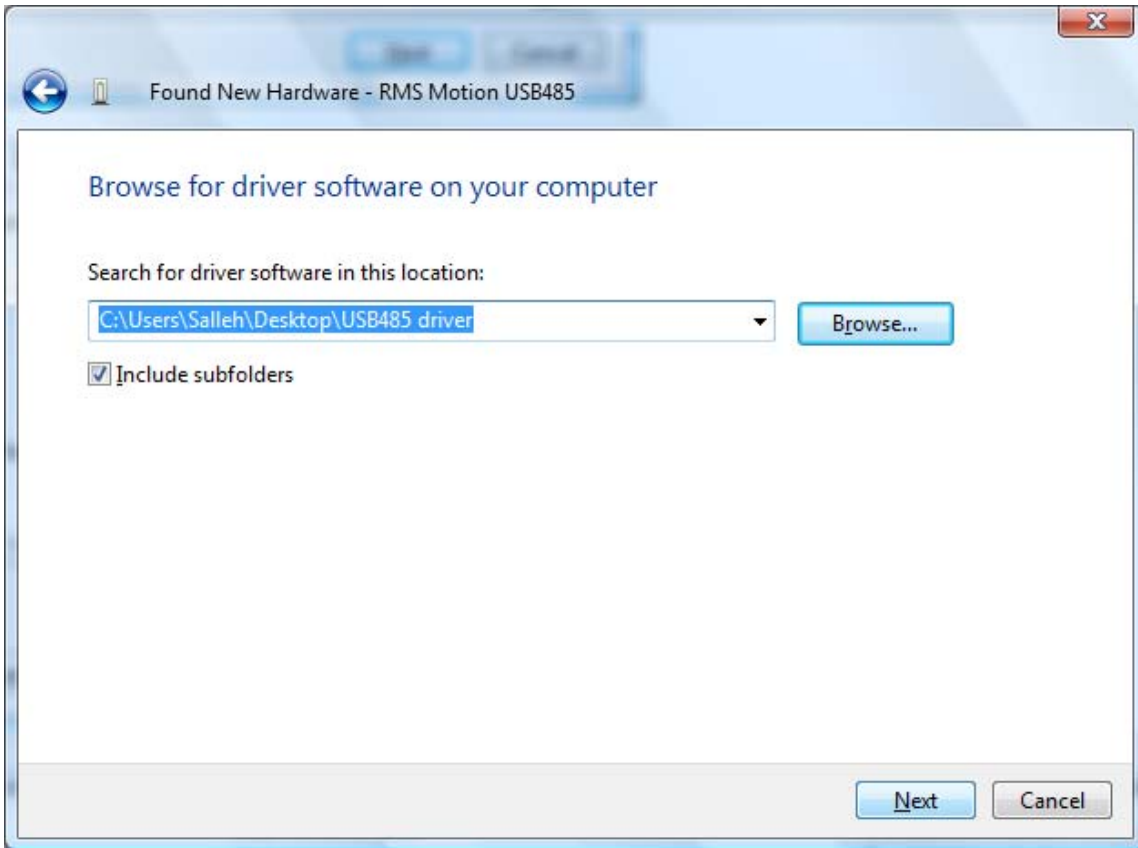 Found New Hardware - RMS Motion USB485
Browse for driver software on your computer
Search for driver software in this location:
C:\Users\Salleh\Desktop\USB485 driver
Browse...
Include subfolders
Next
Cancel